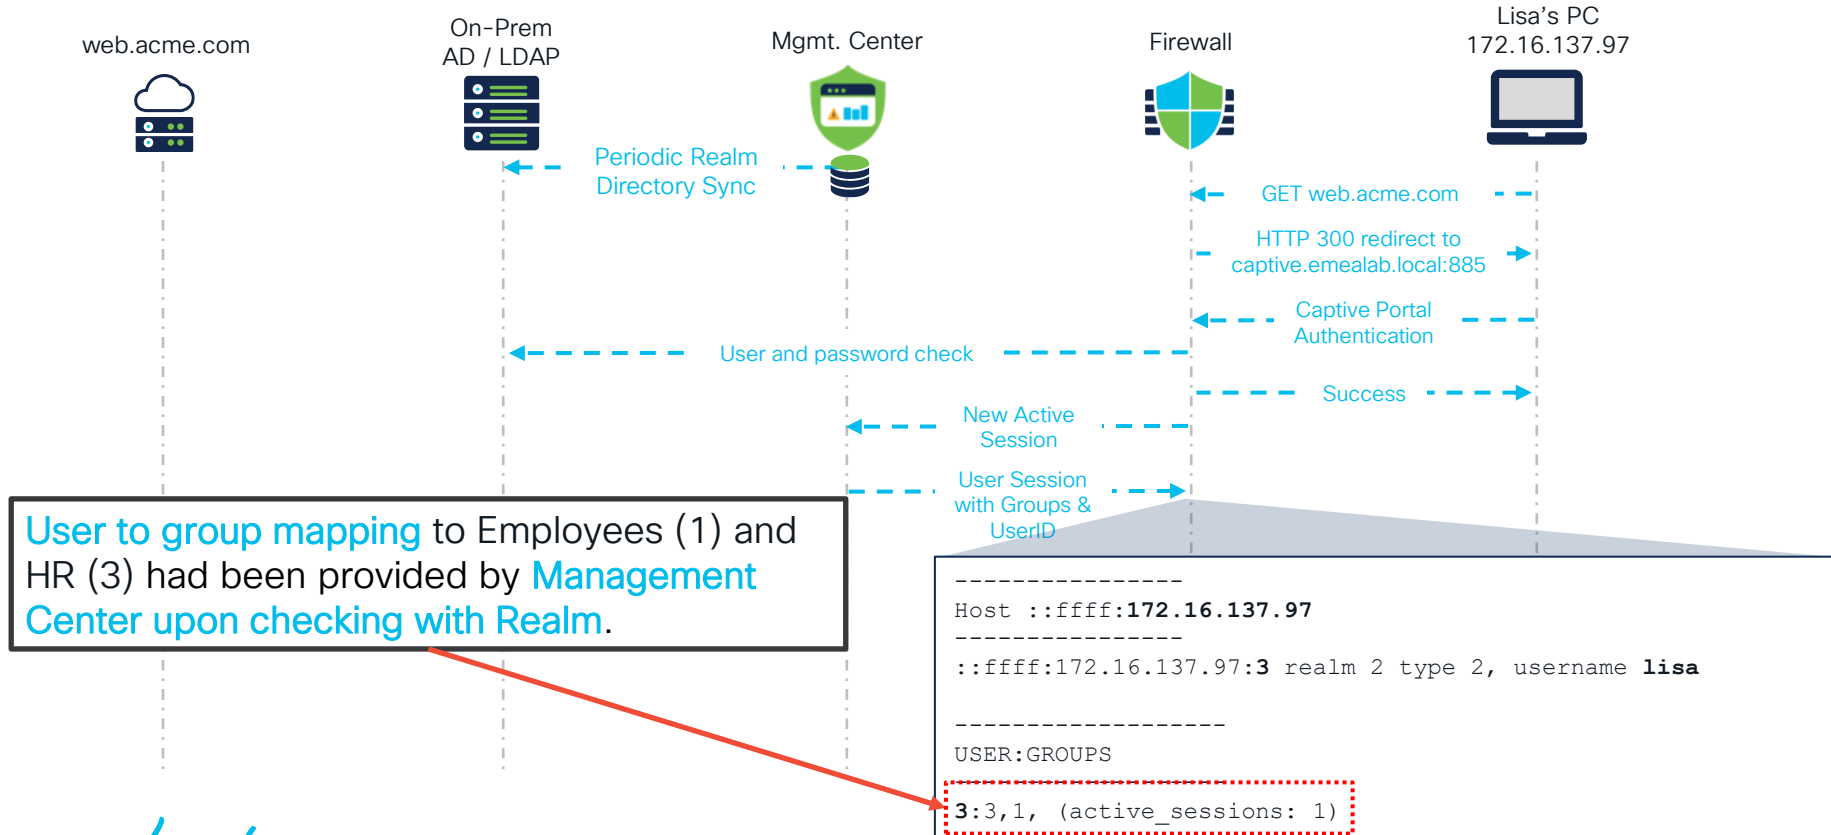 web.acme.com
On-Prem
AD / LDAP
Mgmt. Center
Firewall
Lisa's PC
172.16.137.97
Periodic Realm
Directory Sync
GET web.acme.com
HTTP 300 redirect to
captive.emealab.local:885
Captive Portal
Authentication
User and password check
Success
New Active
Session
User Session
with Groups &
UserID
User to group mapping to Employees (1) and
HR (3) had been provided by Management
Center upon checking with Realm.
----------------
Host ::ffff:172.16.137.97
----------------
::ffff:172.16.137.97:3 realm 2 type 2, username lisa
-------------------
USER:GROUPS
-------------------
3:3,1, (active_sessions: 1)